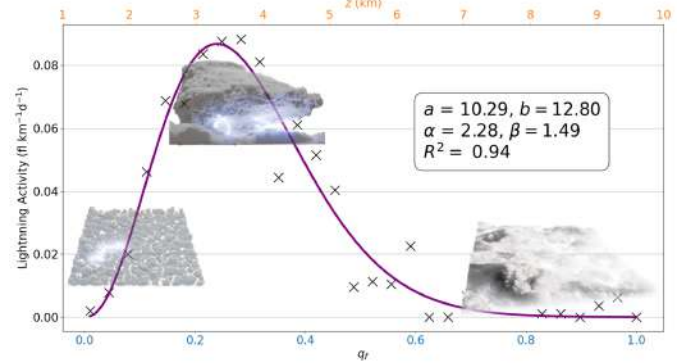 z (km)
1 2 3 4 5 6 7 8 9 10
Lightnning Activity (fl km⁻¹d⁻¹)
0.08
0.06
0.04
0.02
0.00
a = 10.29, b = 12.80
α = 2.28, β = 1.49
R² = 0.94
0.0 0.2 0.4 0.6 0.8 1.0